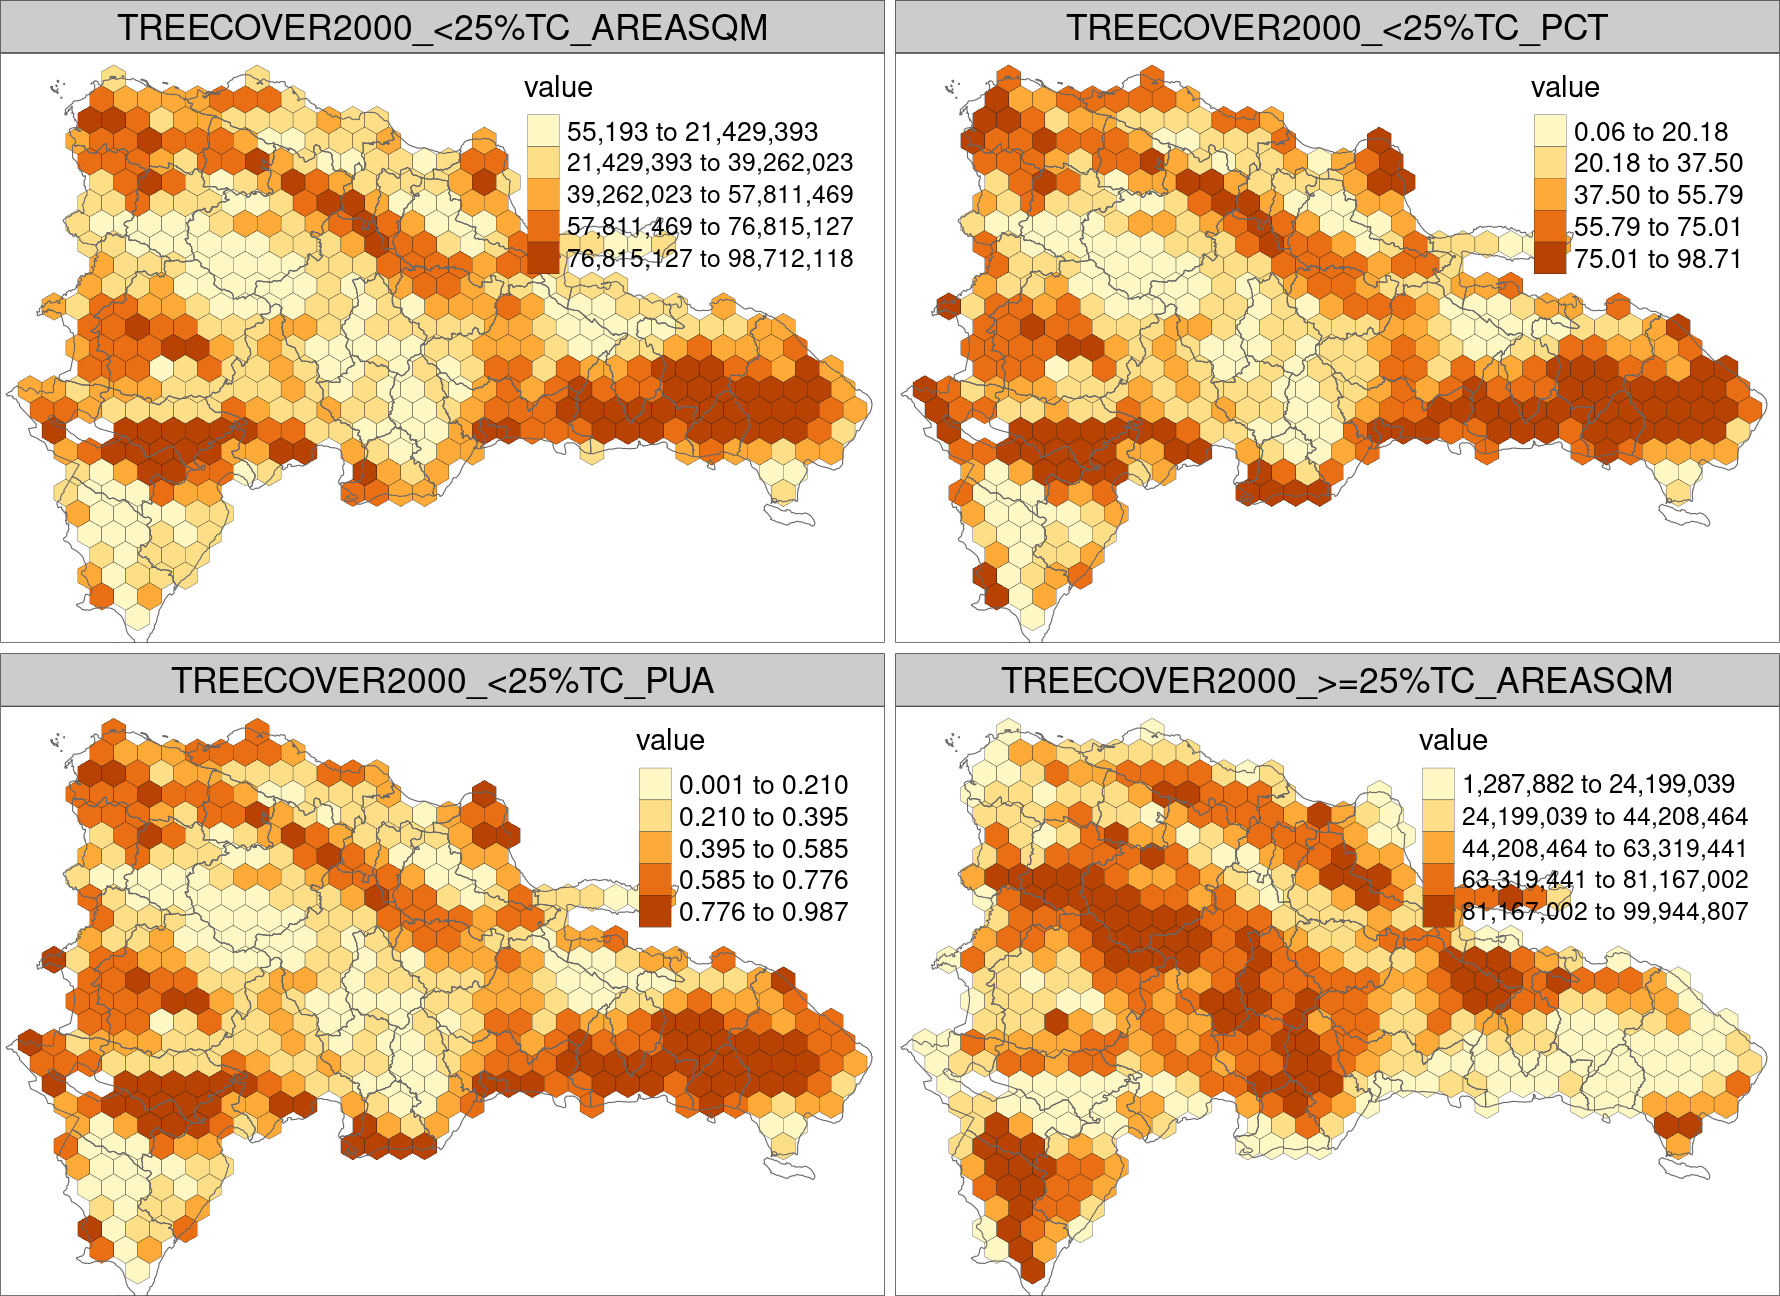 TREECOVER2000_<25%TC_AREASQM
value
55,193 to 21,429,393
21,429,393 to 39,262,023
39,262,023 to 57,811,469
57,811,469 to 76,815,127
76,815,127 to 98,712,118
TREECOVER2000_<25%TC_PCT
value
0.06 to 20.18
20.18 to 37.50
37.50 to 55.79
55.79 to 75.01
75.01 to 98.71
TREECOVER2000_<25%TC_PUA
value
0.001 to 0.210
0.210 to 0.395
0.395 to 0.585
0.585 to 0.776
0.776 to 0.987
TREECOVER2000_>=25%TC_AREASQM
value
1,287,882 to 24,199,039
24,199,039 to 44,208,464
44,208,464 to 63,319,441
63,319,441 to 81,167,002
81,167,002 to 99,944,807